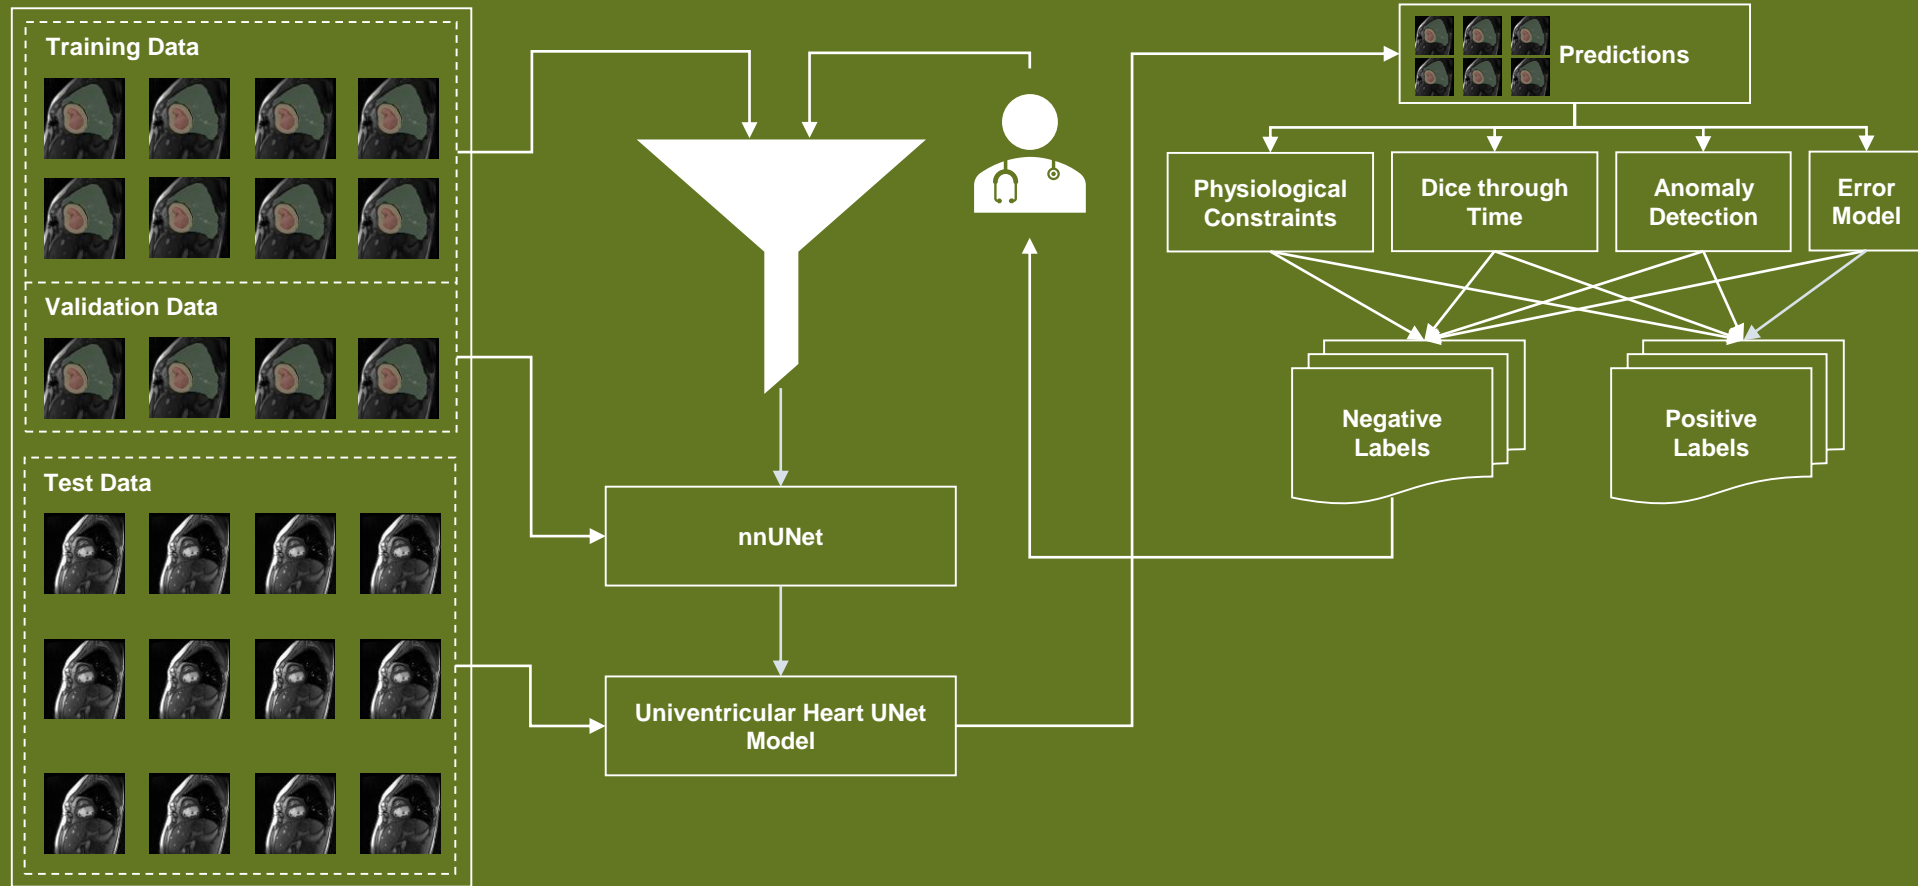 Training Data
Validation Data
Test Data
nnUNet
Univentricular Heart UNet
Model
Predictions
Physiological
Constraints
Dice through
Time
Anomaly
Detection
Error
Model
Negative
Labels
Positive
Labels